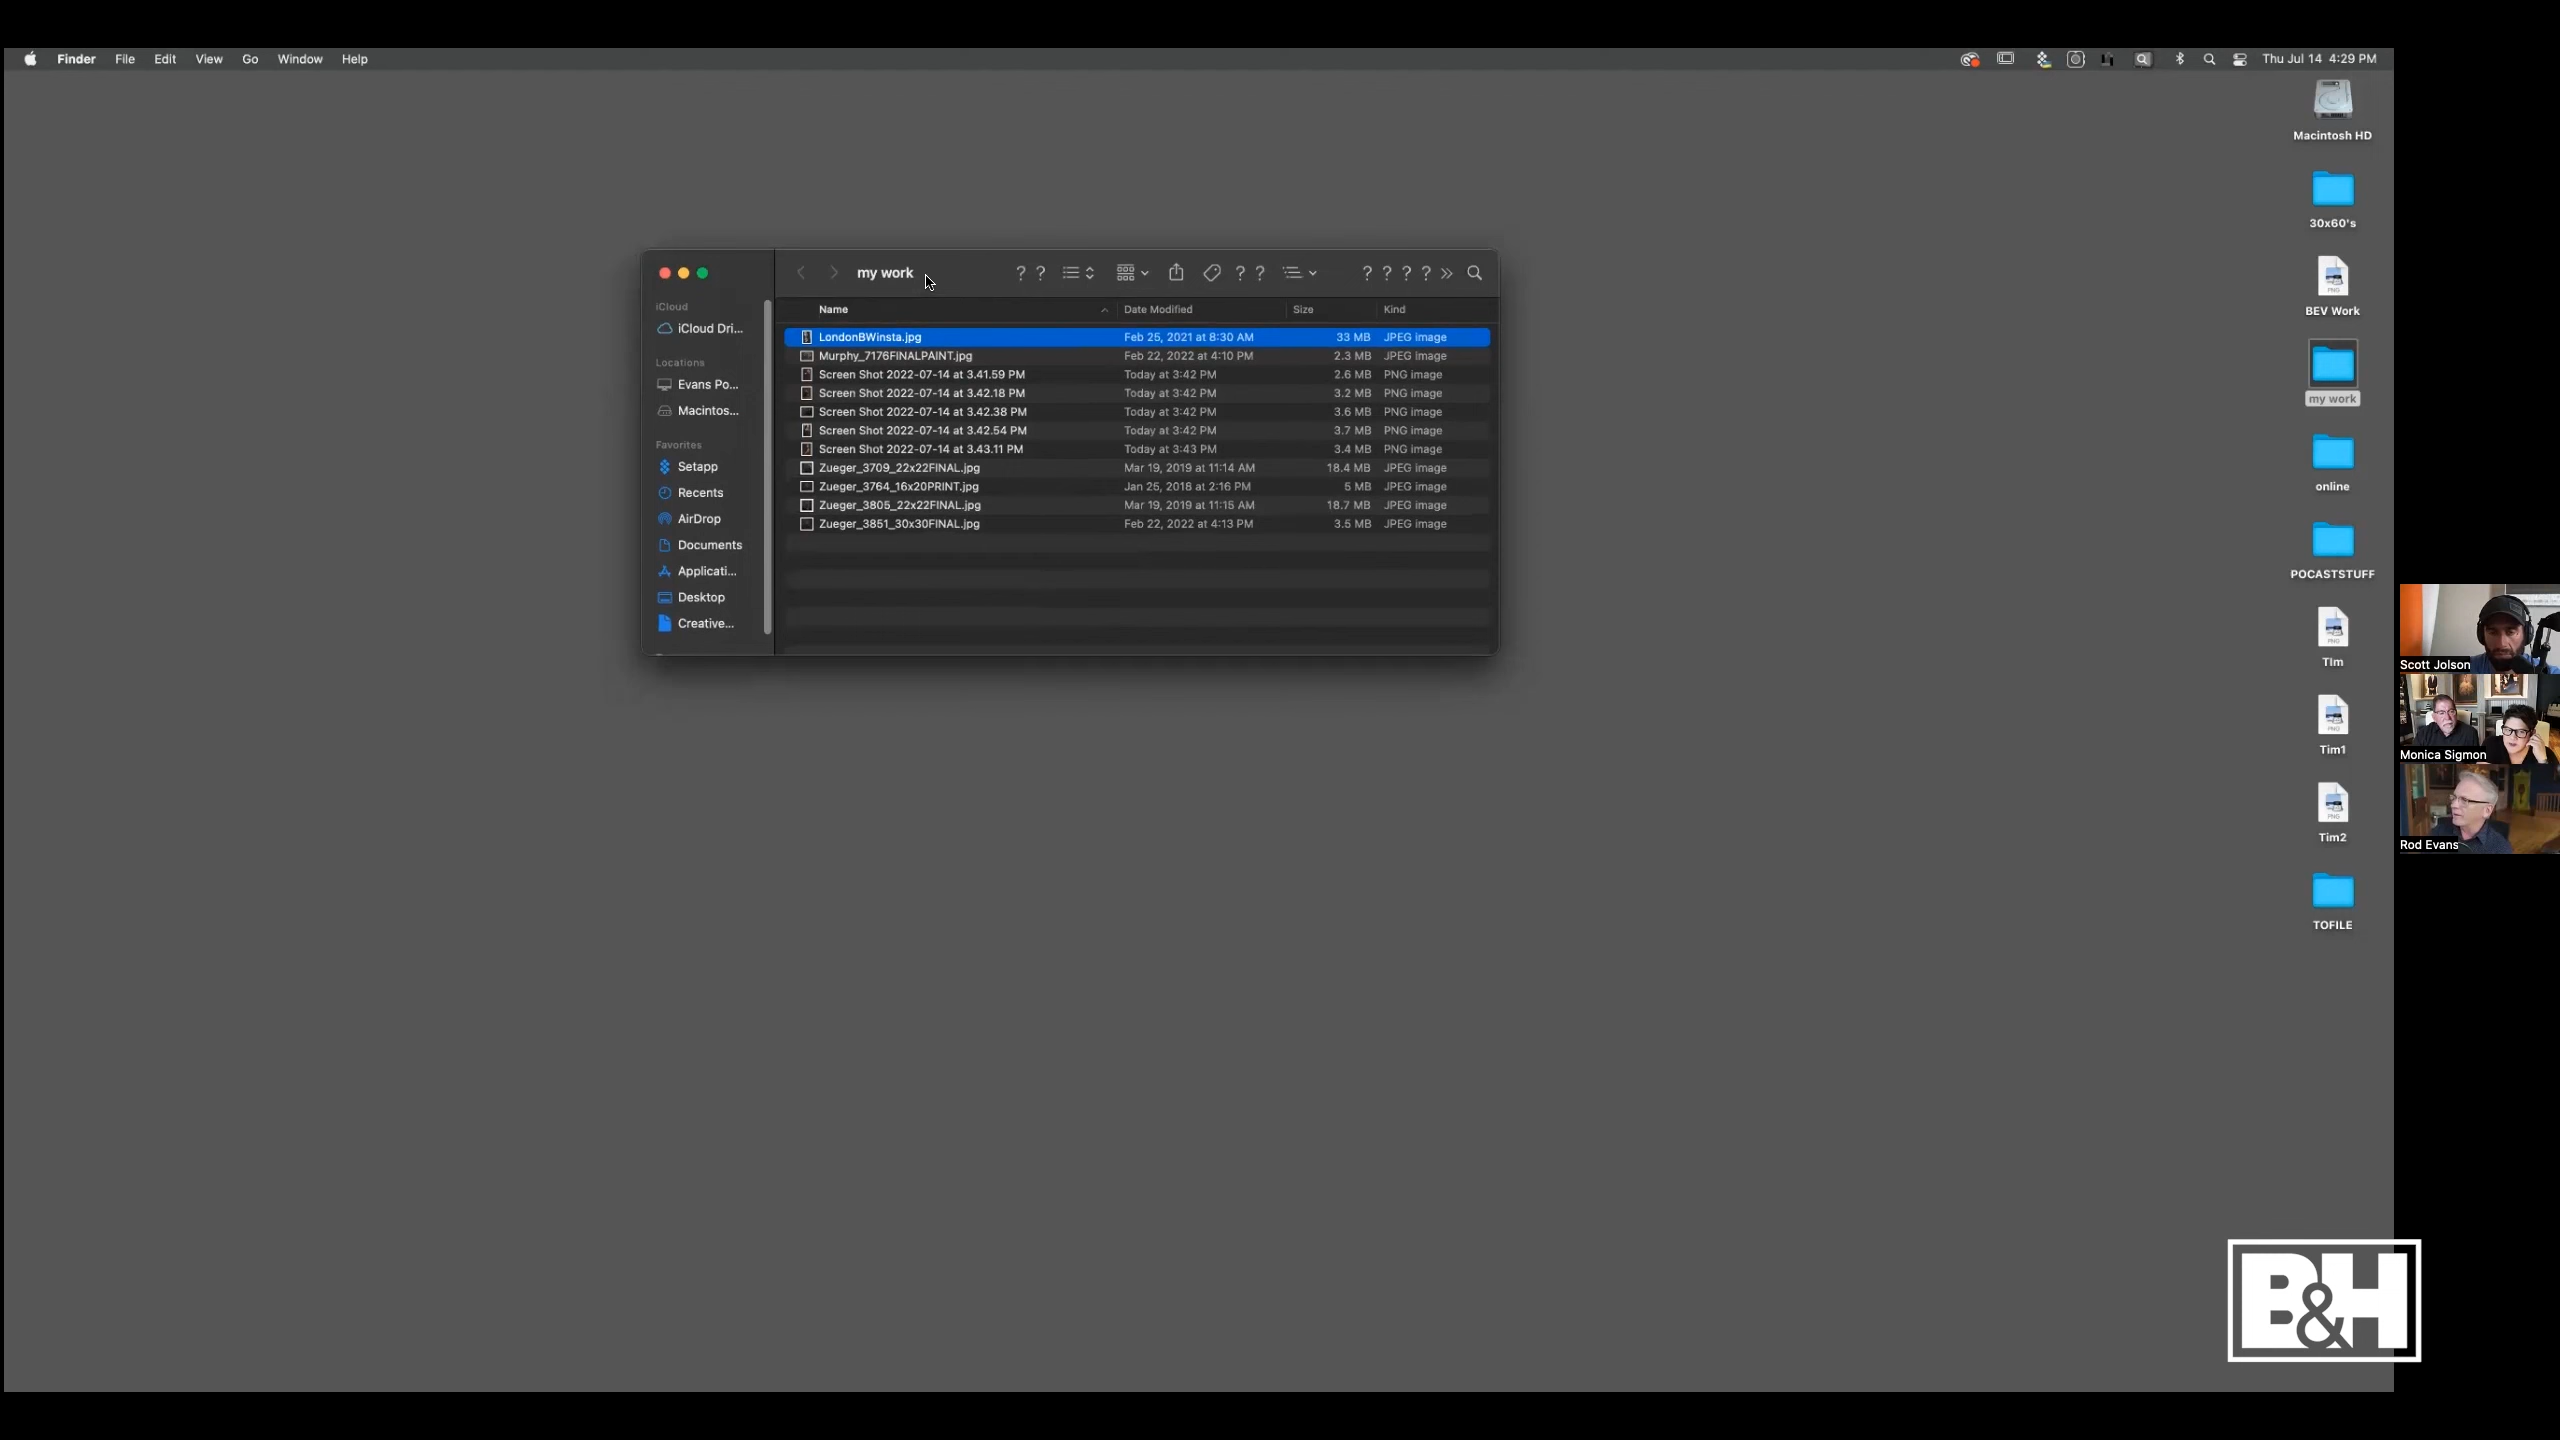 Finder File Edit View Go Window Help
Thu Jul 14 4:29 PM
Macintosh HD
30x60's
PNG
BEV Work
my work
online
POCASTSTUFF
PNG
Tim
PNG
Tim1
PNG
Tim2
TOFILE
my work
? ? ? ? ? ? ? ?
iCloud
iCloud Dri...
Locations
Evans Po...
Macintos...
Favorites
Setapp
Recents
AirDrop
Documents
Applicati...
Desktop
Creative...
Name Date Modified Size Kind
LondonBWinsta.jpg Feb 25, 2021 at 8:30 AM 33 MB JPEG image
Murphy_7176FINALPAINT.jpg Feb 22, 2022 at 4:10 PM 2.3 MB JPEG image
Screen Shot 2022-07-14 at 3.41.59 PM Today at 3:42 PM 2.6 MB PNG image
Screen Shot 2022-07-14 at 3.42.18 PM Today at 3:42 PM 3.2 MB PNG image
Screen Shot 2022-07-14 at 3.42.38 PM Today at 3:42 PM 3.6 MB PNG image
Screen Shot 2022-07-14 at 3.42.54 PM Today at 3:42 PM 3.7 MB PNG image
Screen Shot 2022-07-14 at 3.43.11 PM Today at 3:43 PM 3.4 MB PNG image
Zueger_3709_22x22FINAL.jpg Mar 19, 2019 at 11:14 AM 18.4 MB JPEG image
Zueger_3764_16x20PRINT.jpg Jan 25, 2018 at 2:16 PM 5 MB JPEG image
Zueger_3805_22x22FINAL.jpg Mar 19, 2019 at 11:15 AM 18.7 MB JPEG image
Zueger_3851_30x30FINAL.jpg Feb 22, 2022 at 4:13 PM 3.5 MB JPEG image
Scott Jolson
Monica Sigmon
Rod Evans
B&H